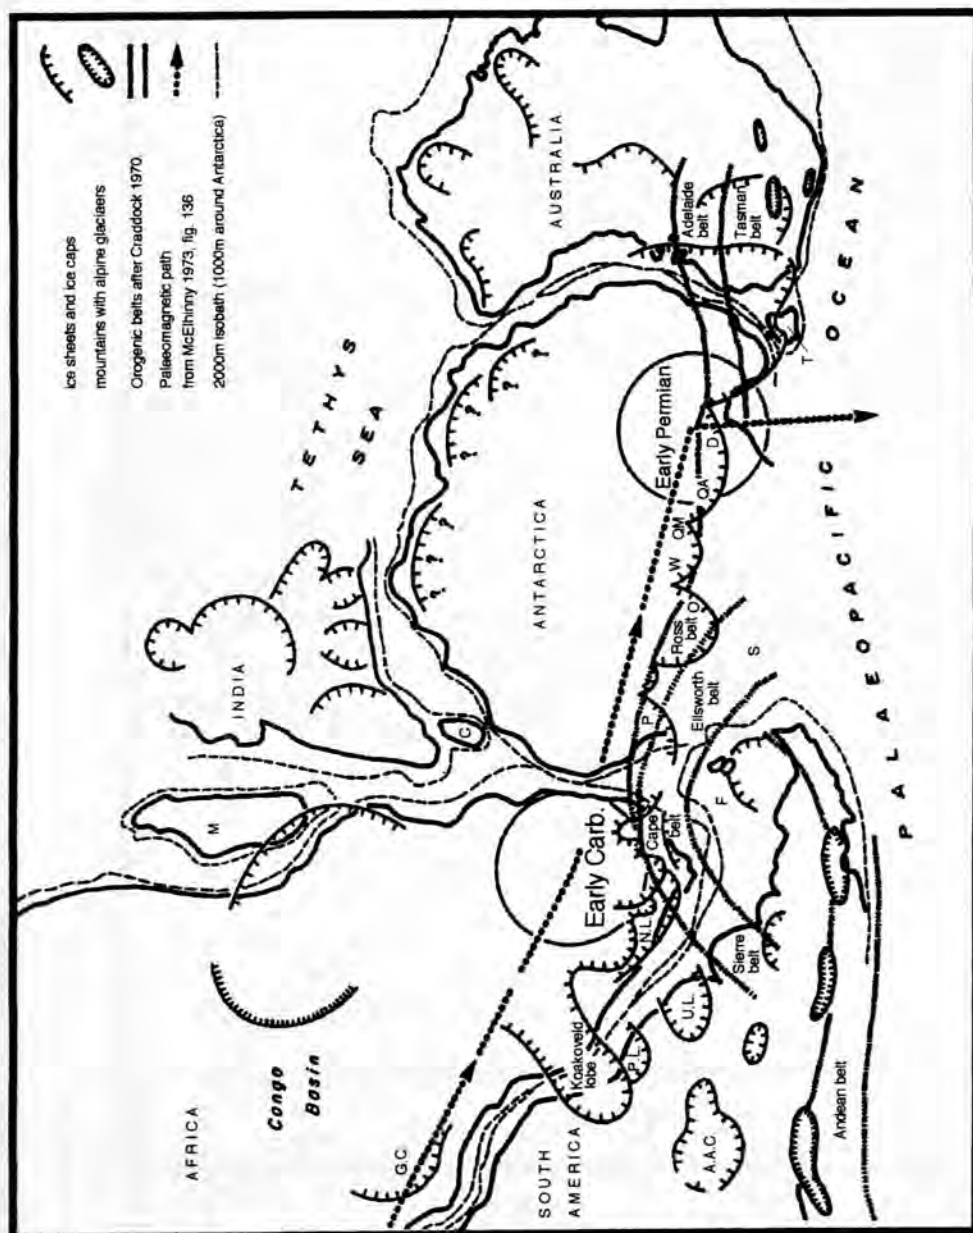 ice sheets and ice caps
mountains with alpine glaciaers
Orogenic belts after Craddock 1970,
Palaeomagnetic path
from McElhinny 1973, fig. 136
2000m isobath (1000m around Antarctica)
TETHYS
SEA
AUSTRALIA
Adelaide
belt
Tasman
belt
T
ANTARCTICA
Early Permian
D
QA
QM
W
O
Ross
belt
Ellsworth
belt
P
S
F
INDIA
C
M
AFRICA
Congo
Basin
G.C.
Early Carb.
Cape
belt
N.L.
Koakoveld
lobe
P.L.
U.L.
Sierre
belt
SOUTH
AMERICA
A.A.C.
Andean belt
PALAEOPACIFIC OCEAN